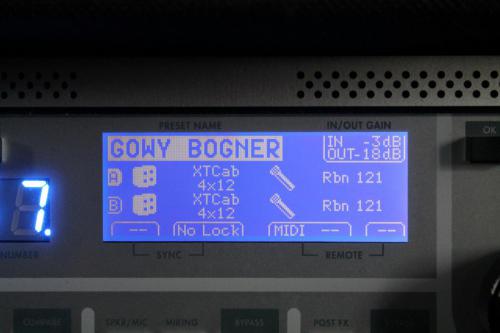 PRESET NAME IN/OUT GAIN
OK
GOWY BOGNER IN -3dB
OUT-18dB
A XTCab Rbn 121
4x12
B XTCab Rbn 121
4x12
-- No Lock MIDI -- --
7.
NUMBER SYNC REMOTE
COMPARE SPKR/MIC MIKING BYPASS POST FX